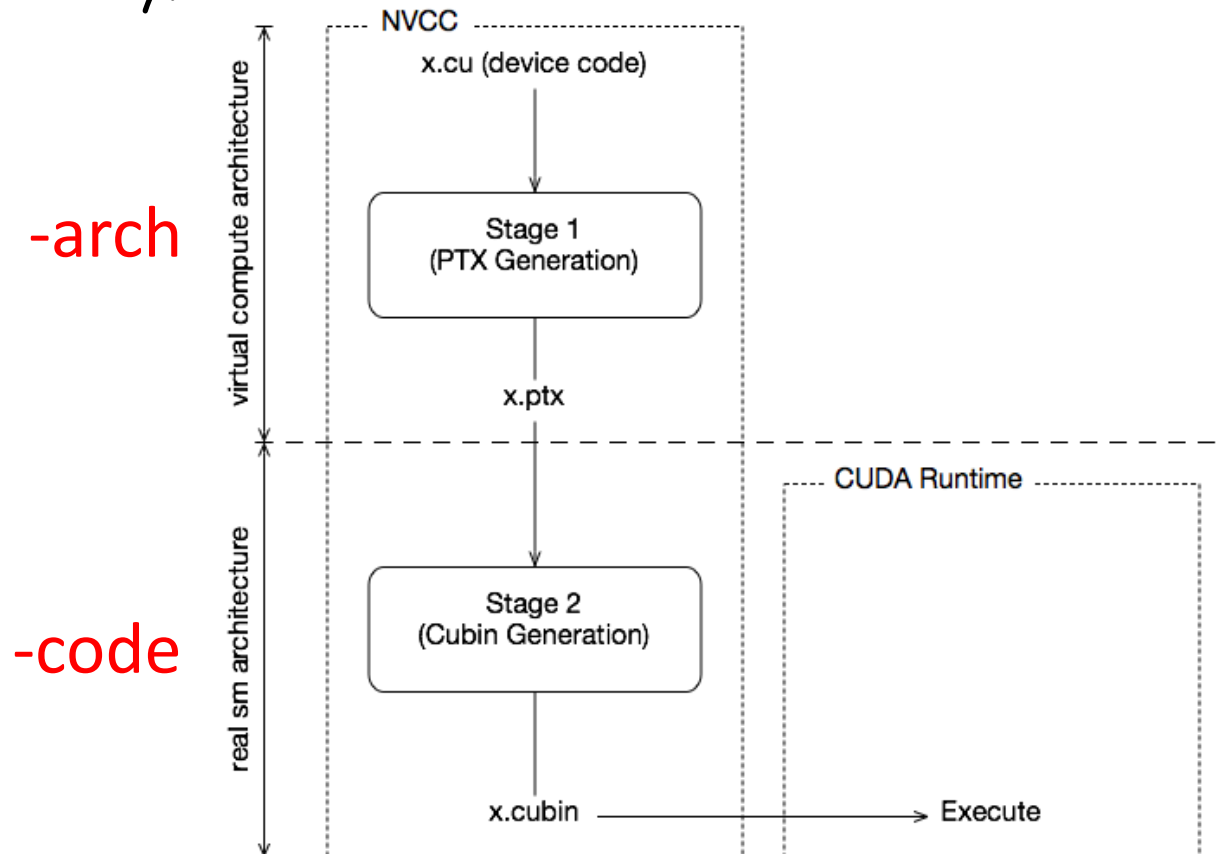 NVCC
x.cu (device code)
virtual compute architecture
-arch
Stage 1
(PTX Generation)
x.ptx
CUDA Runtime
real sm architecture
-code
Stage 2
(Cubin Generation)
x.cubin
Execute